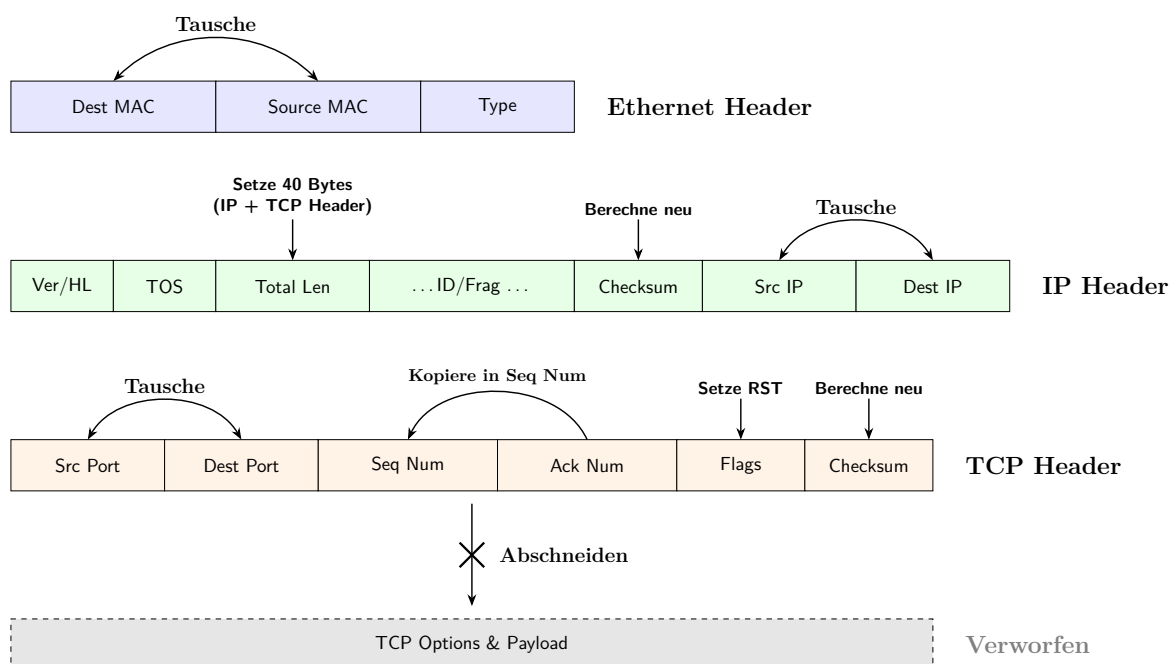 Tausche
Dest MAC Source MAC Type Ethernet Header
Setze 40 Bytes
(IP + TCP Header) Berechne neu Tausche
Ver/HL TOS Total Len ...ID/Frag ... Checksum Src IP Dest IP IP Header
Tausche Kopiere in Seq Num Setze RST Berechne neu
Src Port Dest Port Seq Num Ack Num Flags Checksum TCP Header
Abschneiden
TCP Options & Payload Verworfen